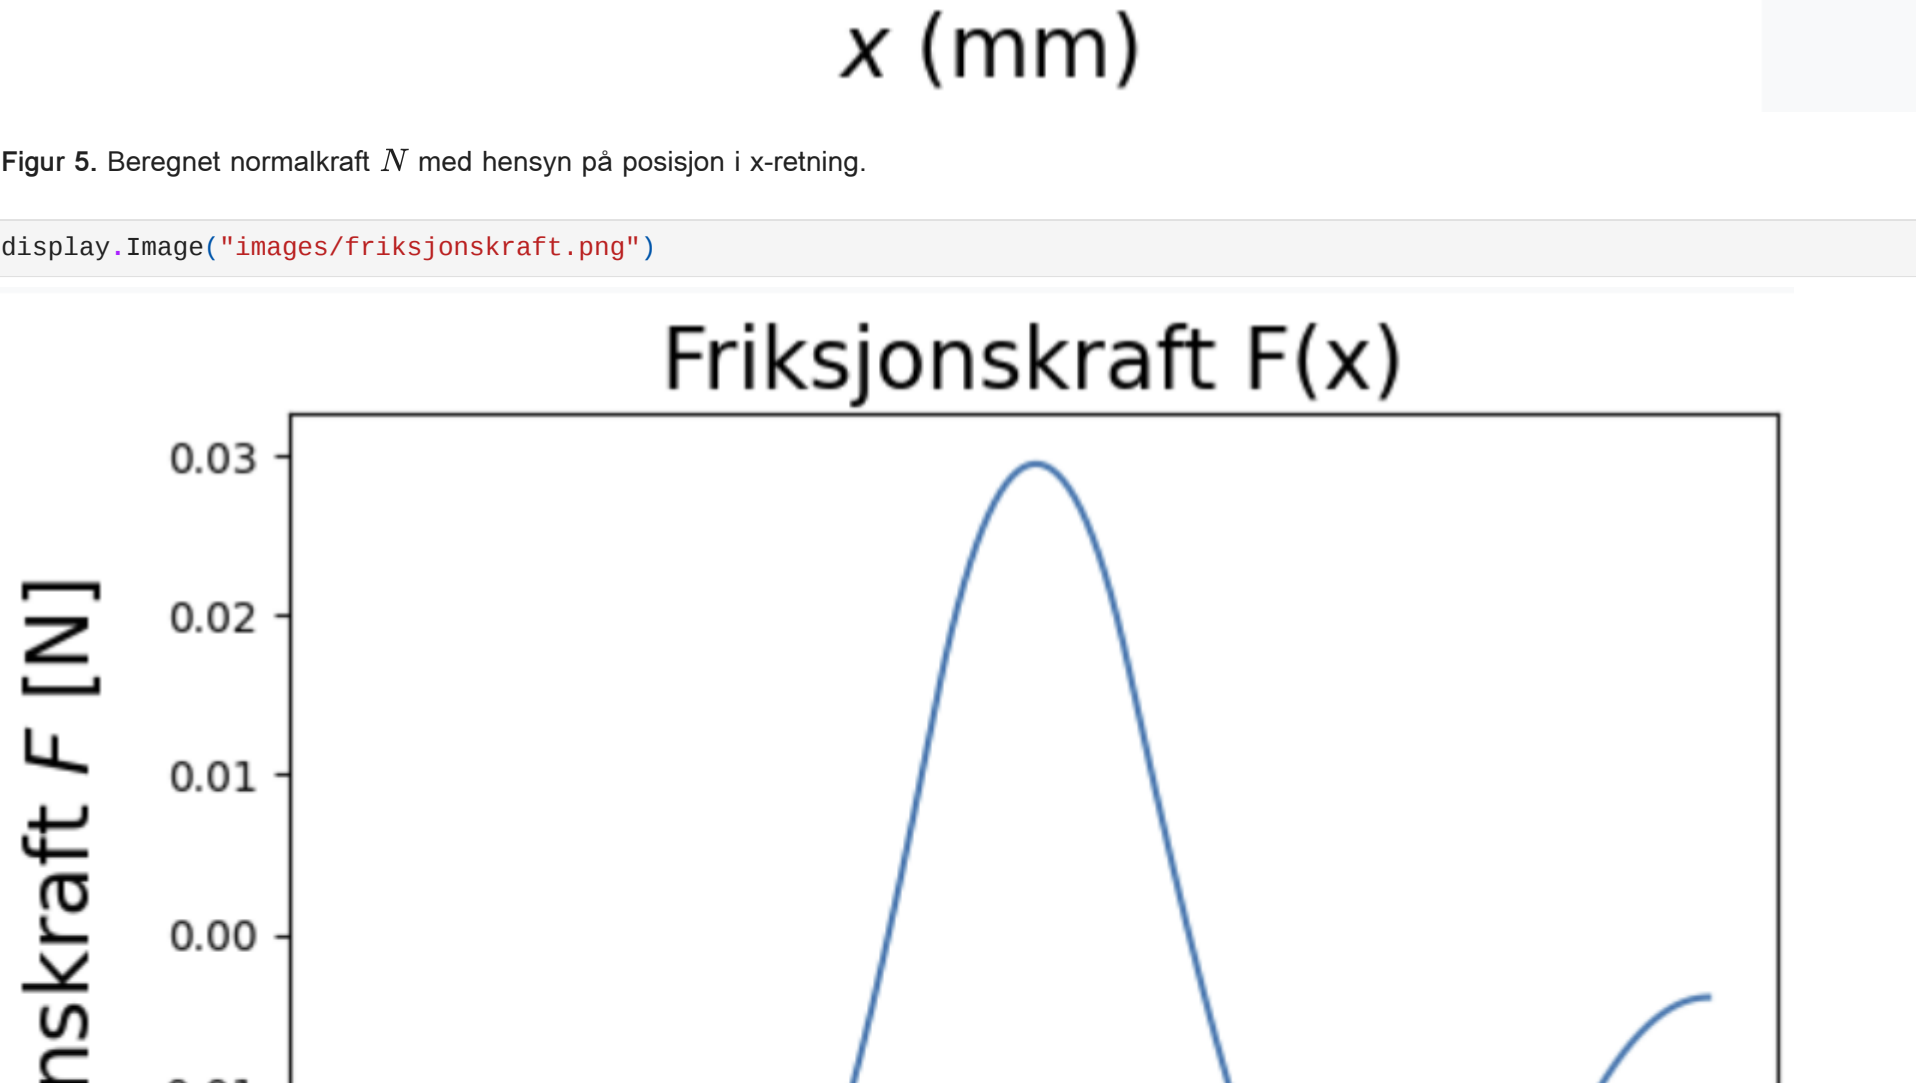 x (mm)
Figur 5. Beregnet normalkraft N med hensyn på posisjon i x-retning.
display.Image("images/friksjonskraft.png")
Friksjonskraft F(x)
0.03
0.02
0.01
0.00
F [N]